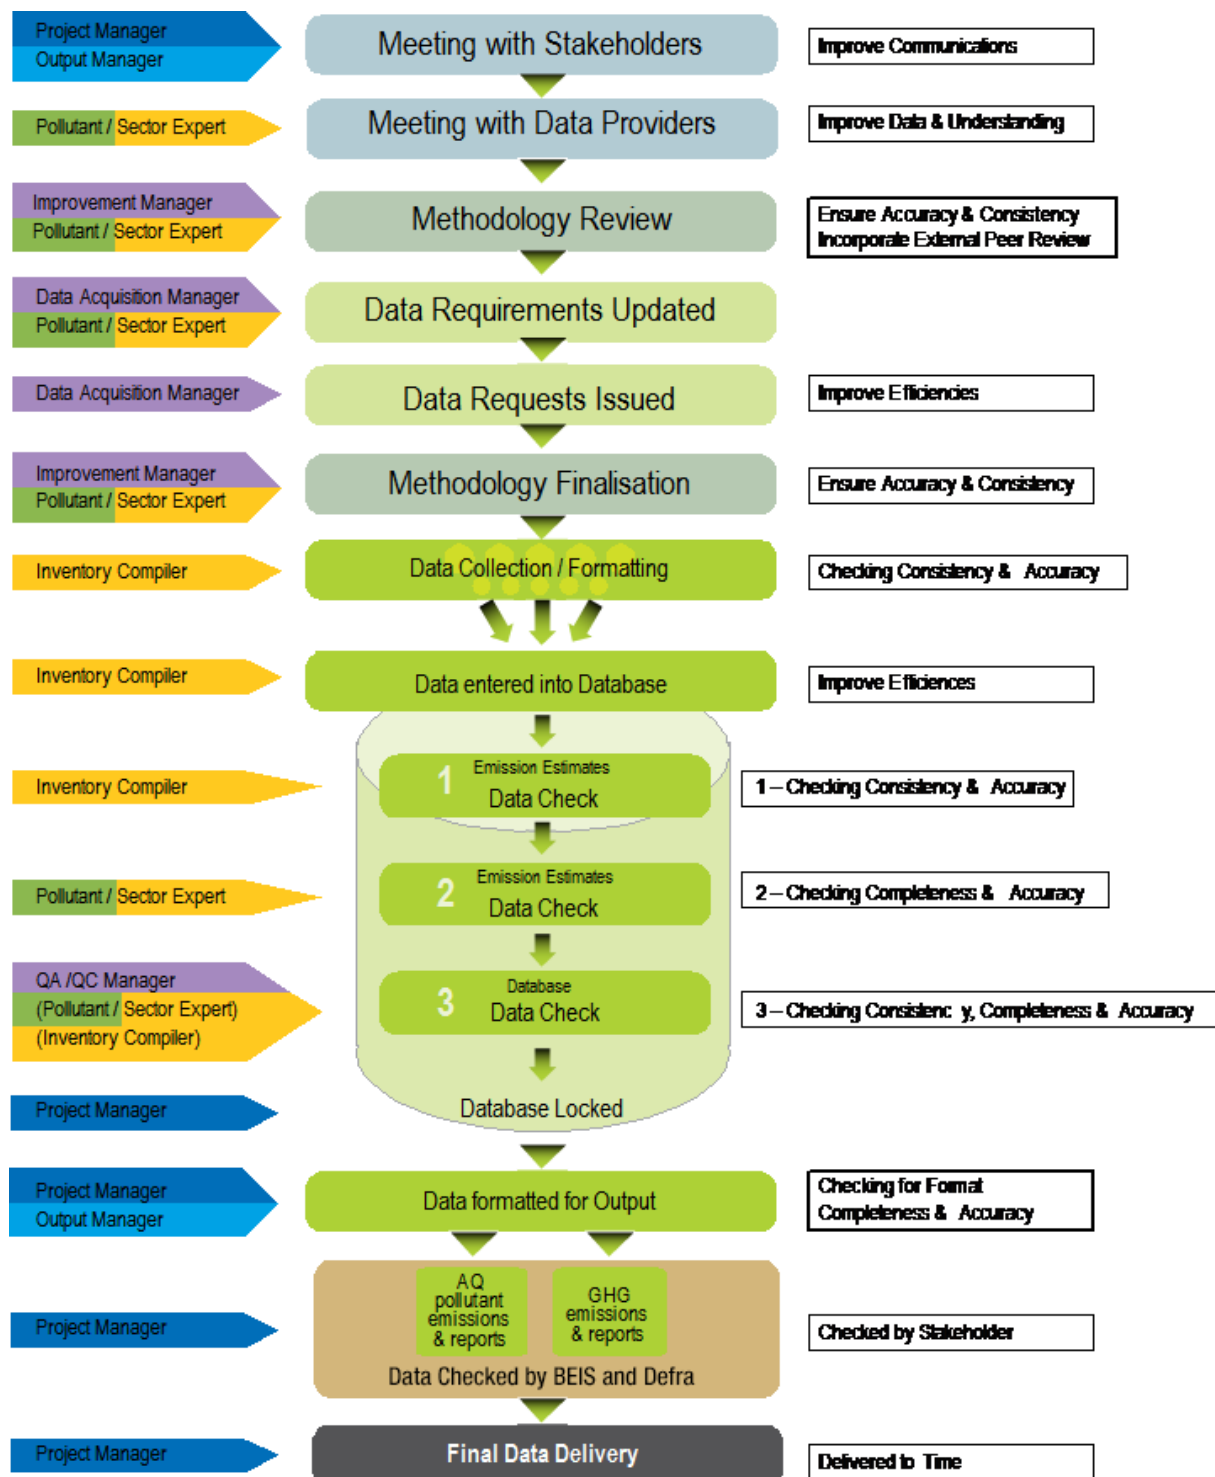 Project Manager
Output Manager
Meeting with Stakeholders
Improve Communications
Pollutant / Sector Expert
Meeting with Data Providers
Improve Data & Understanding
Improvement Manager
Pollutant / Sector Expert
Methodology Review
Ensure Accuracy & Consistency
Incorporate External Peer Review
Data Acquisition Manager
Pollutant / Sector Expert
Data Requirements Updated
Data Acquisition Manager
Data Requests Issued
Improve Efficiencies
Improvement Manager
Pollutant / Sector Expert
Methodology Finalisation
Ensure Accuracy & Consistency
Inventory Compiler
Data Collection / Formatting
Checking Consistency & Accuracy
Inventory Compiler
Data entered into Database
Improve Efficiences
Inventory Compiler
1 Emission Estimates
Data Check
1 – Checking Consistency & Accuracy
Pollutant / Sector Expert
2 Emission Estimates
Data Check
2 – Checking Completeness & Accuracy
QA /QC Manager
(Pollutant / Sector Expert)
(Inventory Compiler)
3 Database
Data Check
3 – Checking Consistenc y, Completeness & Accuracy
Project Manager
Database Locked
Project Manager
Output Manager
Data formatted for Output
Checking for Format
Completeness & Accuracy
Project Manager
AQ
pollutant
emissions
& reports
GHG
emissions
& reports
Data Checked by BEIS and Defra
Checked by Stakeholder
Project Manager
Final Data Delivery
Delivered to Time